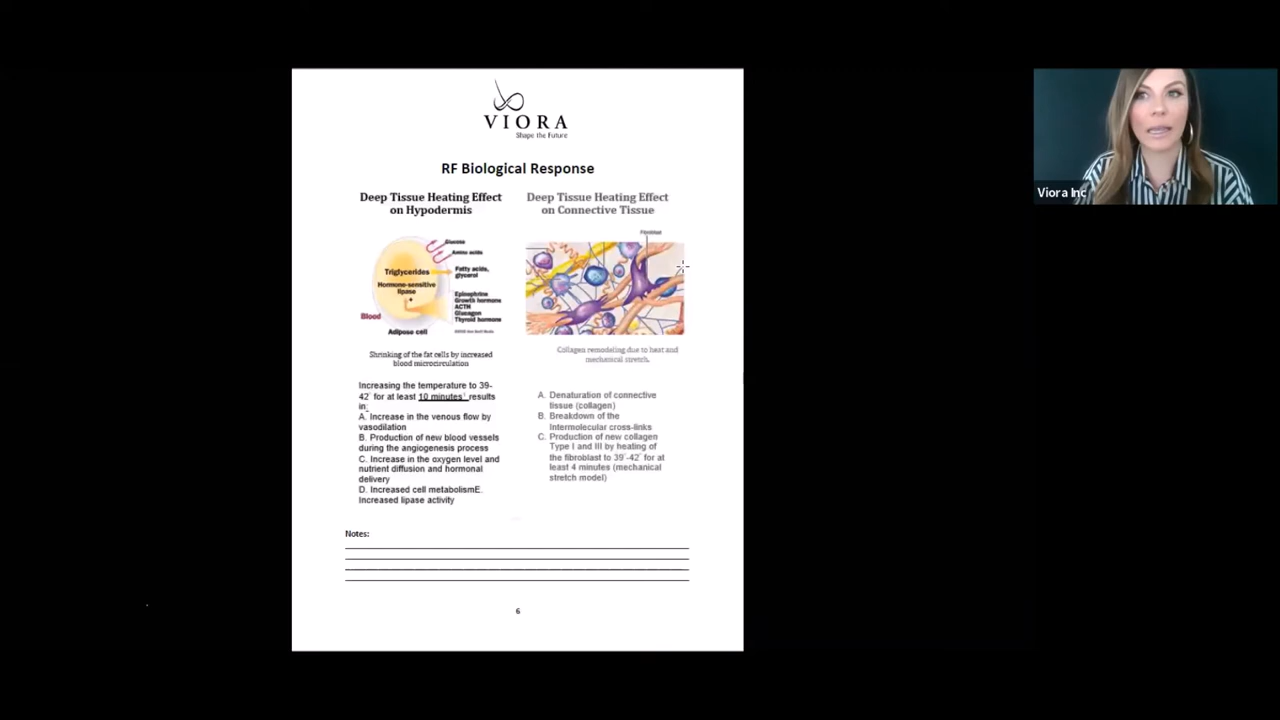 VIORA
Shape the Future
RF Biological Response
Deep Tissue Heating Effect
on Hypodermis
Glucose
Amino acids
Triglycerides
Fatty acids,
glycerol
Hormone-sensitive
lipase
Epinephrine
Growth hormone
ACTH
Glucagon
Thyroid hormone
Blood
Adipose cell
Shrinking of the fat cells by increased
blood microcirculation
Increasing the temperature to 39-
42° for at least 10 minutes¹ results
in:
A. Increase in the venous flow by
vasodilation
B. Production of new blood vessels
during the angiogenesis process
C. Increase in the oxygen level and
nutrient diffusion and hormonal
delivery
D. Increased cell metabolismE.
Increased lipase activity
Deep Tissue Heating Effect
on Connective Tissue
Fibroblast
Collagen remodeling due to heat and
mechanical stretch.
A. Denaturation of connective
tissue (collagen)
B. Breakdown of the
Intermolecular cross-links
C. Production of new collagen
Type I and III by heating of
the fibroblast to 39°-42° for at
least 4 minutes (mechanical
stretch model)
Notes:
6
Viora Inc